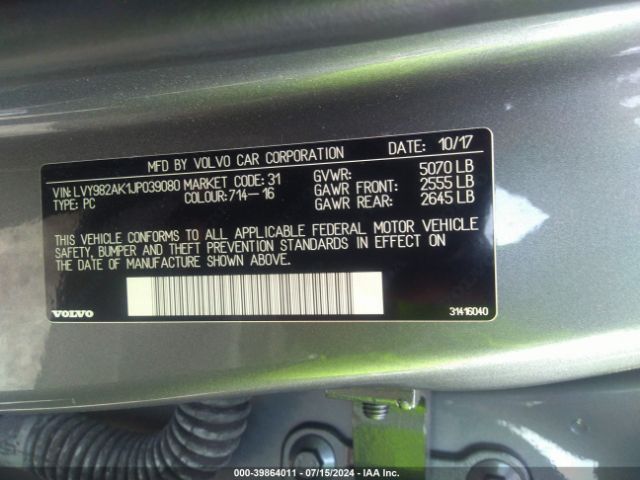 MFD BY VOLVO CAR CORPORATION DATE: 10/17
VIN: LVY982AK1JP039080 MARKET CODE: 31 GVWR: 5070 LB
TYPE: PC COLOUR: 714-16 GAWR FRONT: 2555 LB
GAWR REAR: 2645 LB
THIS VEHICLE CONFORMS TO ALL APPLICABLE FEDERAL MOTOR VEHICLE
SAFETY, BUMPER AND THEFT PREVENTION STANDARDS IN EFFECT ON
THE DATE OF MANUFACTURE SHOWN ABOVE.
VOLVO 31416040
000-39864011 - 07/15/2024 - IAA Inc.